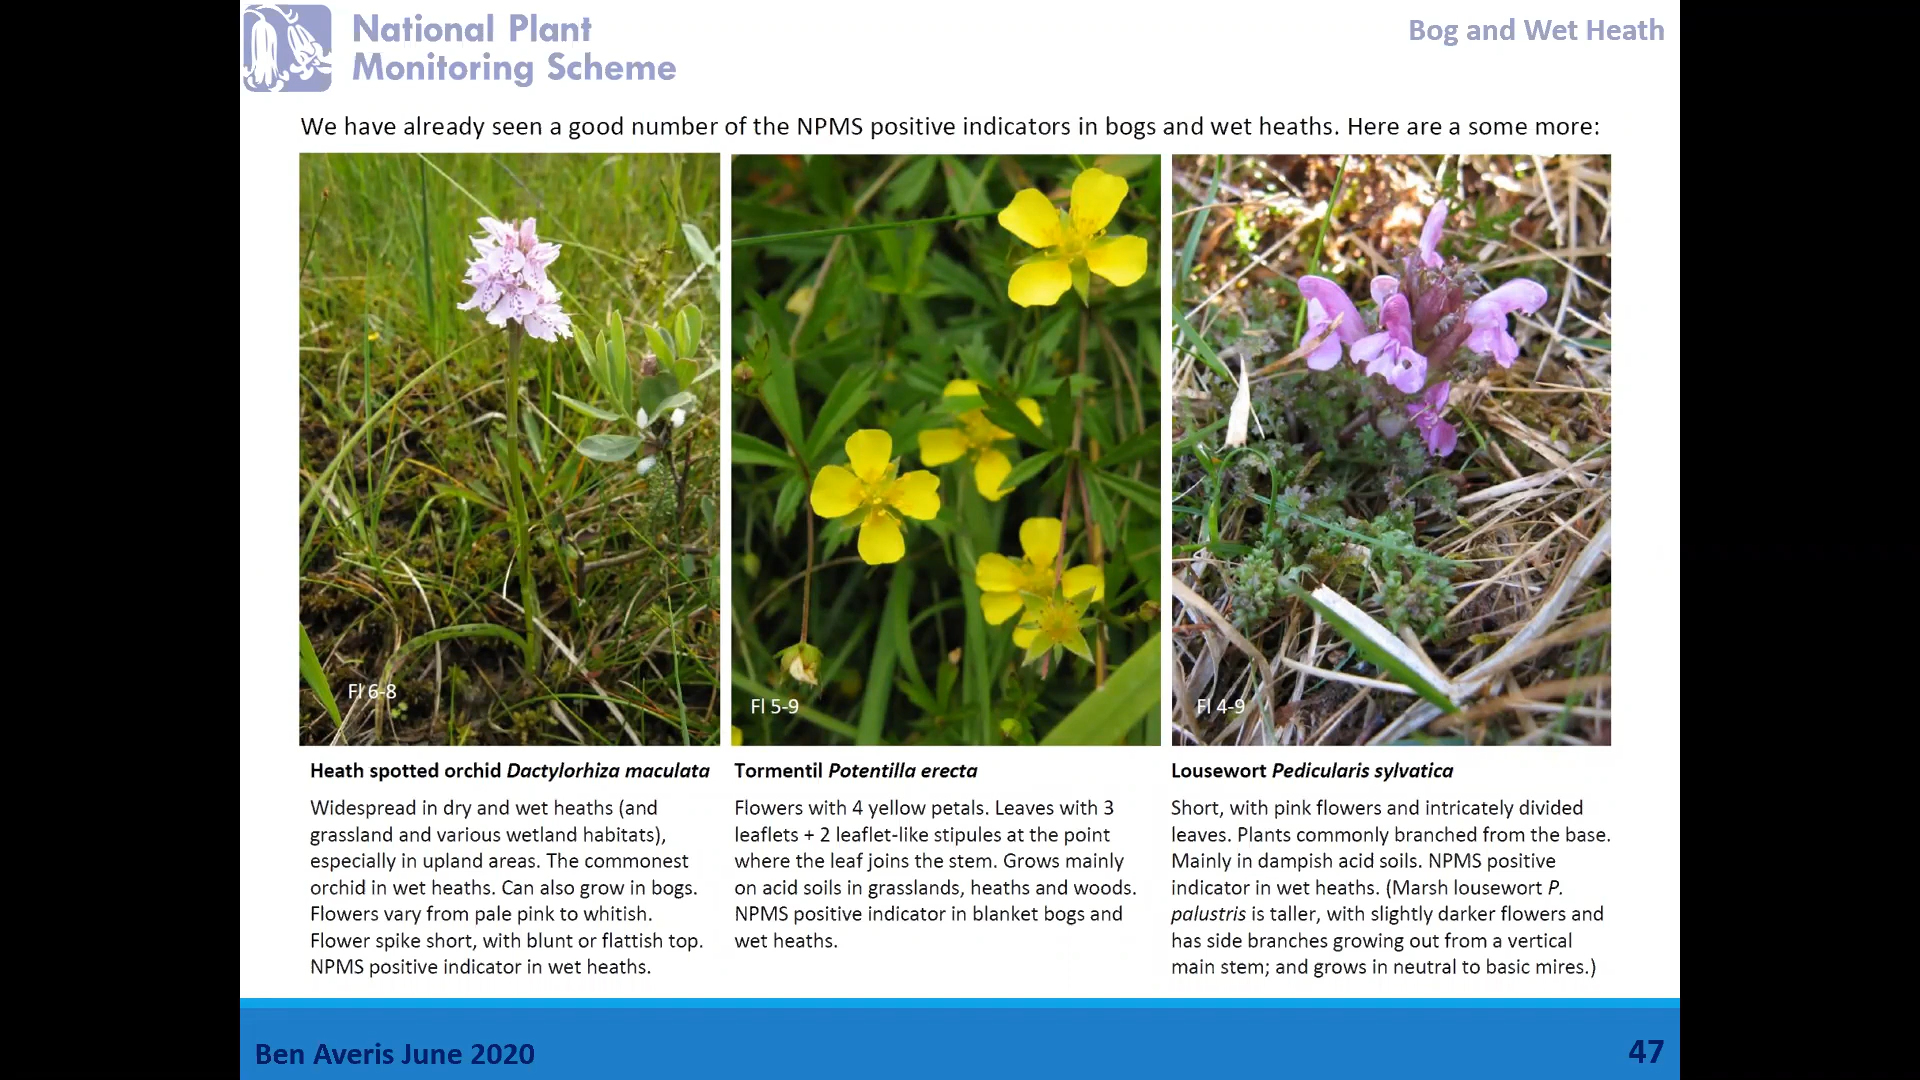 National Plant
Monitoring Scheme
Bog and Wet Heath
We have already seen a good number of the NPMS positive indicators in bogs and wet heaths. Here are a some more:
Fl 6-8
Fl 5-9
Fl 4-9
Heath spotted orchid Dactylorhiza maculata
Widespread in dry and wet heaths (and
grassland and various wetland habitats),
especially in upland areas. The commonest
orchid in wet heaths. Can also grow in bogs.
Flowers vary from pale pink to whitish.
Flower spike short, with blunt or flattish top.
NPMS positive indicator in wet heaths.
Tormentil Potentilla erecta
Flowers with 4 yellow petals. Leaves with 3
leaflets + 2 leaflet-like stipules at the point
where the leaf joins the stem. Grows mainly
on acid soils in grasslands, heaths and woods.
NPMS positive indicator in blanket bogs and
wet heaths.
Lousewort Pedicularis sylvatica
Short, with pink flowers and intricately divided
leaves. Plants commonly branched from the base.
Mainly in dampish acid soils. NPMS positive
indicator in wet heaths. (Marsh lousewort P.
palustris is taller, with slightly darker flowers and
has side branches growing out from a vertical
main stem; and grows in neutral to basic mires.)
Ben Averis June 2020
47